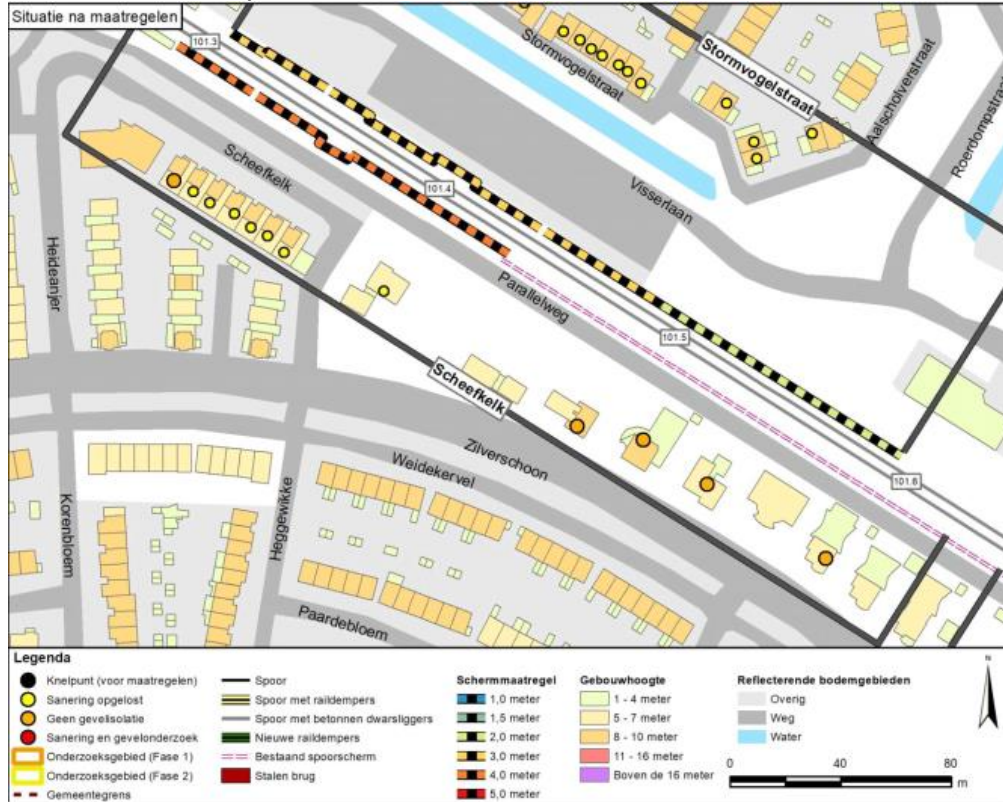 Situatie na maatregelen
101.3
Stormvogelstraat
Stormvogelstraat
Aalscholverstraat
Roerdompstraat
Scheefkelk
101.4
Visserlaan
Heideanjer
Parallelweg
101.5
Scheefkelk
Zilverschoon
Weidekervel
101.6
Korenbloem
Heggewikke
Paardebloem
Legenda
Knelpunt (voor maatregelen)
Sanering opgelost
Geen gevelisolatie
Sanering en gevelonderzoek
Onderzoeksgebied (Fase 1)
Onderzoeksgebied (Fase 2)
Gemeentegrens
Spoor
Spoor met raildempers
Spoor met betonnen dwarsliggers
Nieuwe raildempers
Bestaand spoorscherm
Stalen brug
Schermmaatregel
1,0 meter
1,5 meter
2,0 meter
3,0 meter
4,0 meter
5,0 meter
Gebouwhoogte
1 - 4 meter
5 - 7 meter
8 - 10 meter
11 - 16 meter
Boven de 16 meter
Reflecterende bodemgebieden
Overig
Weg
Water
N
0 40 80
m